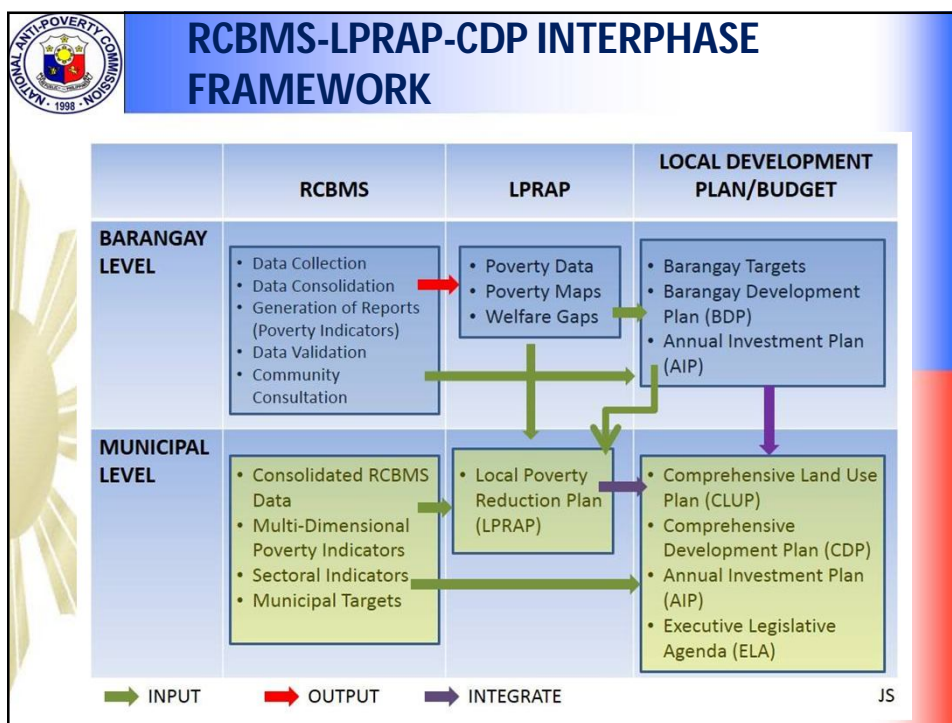 NATIONAL ANTI-POVERTY COMMISSION
1998
RCBMS-LPRAP-CDP INTERPHASE
FRAMEWORK
RCBMS
LPRAP
LOCAL DEVELOPMENT
PLAN/BUDGET
BARANGAY
LEVEL
• Data Collection
• Data Consolidation
• Generation of Reports
(Poverty Indicators)
• Data Validation
• Community
Consultation
• Poverty Data
• Poverty Maps
• Welfare Gaps
• Barangay Targets
• Barangay Development
Plan (BDP)
• Annual Investment Plan
(AIP)
MUNICIPAL
LEVEL
• Consolidated RCBMS
Data
• Multi-Dimensional
Poverty Indicators
• Sectoral Indicators
• Municipal Targets
• Local Poverty
Reduction Plan
(LPRAP)
• Comprehensive Land Use
Plan (CLUP)
• Comprehensive
Development Plan (CDP)
• Annual Investment Plan
(AIP)
• Executive Legislative
Agenda (ELA)
INPUT
OUTPUT
INTEGRATE
JS